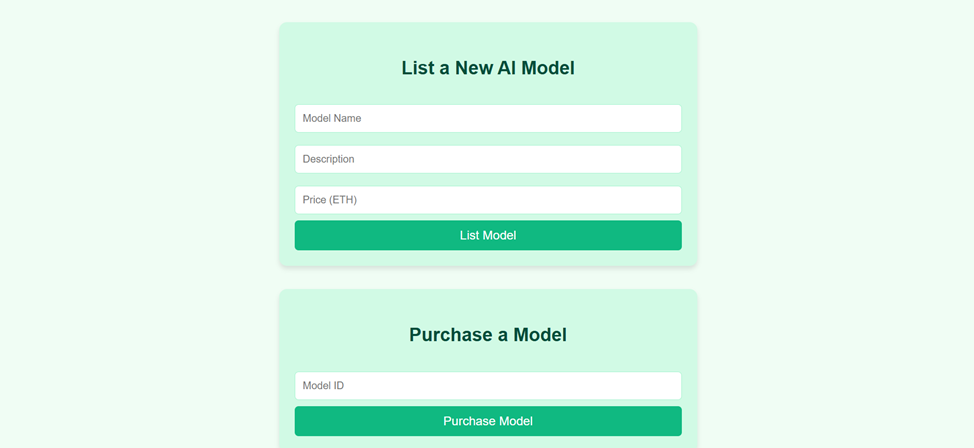 List a New AI Model
Model Name
Description
Price (ETH)
List Model
Purchase a Model
Model ID
Purchase Model